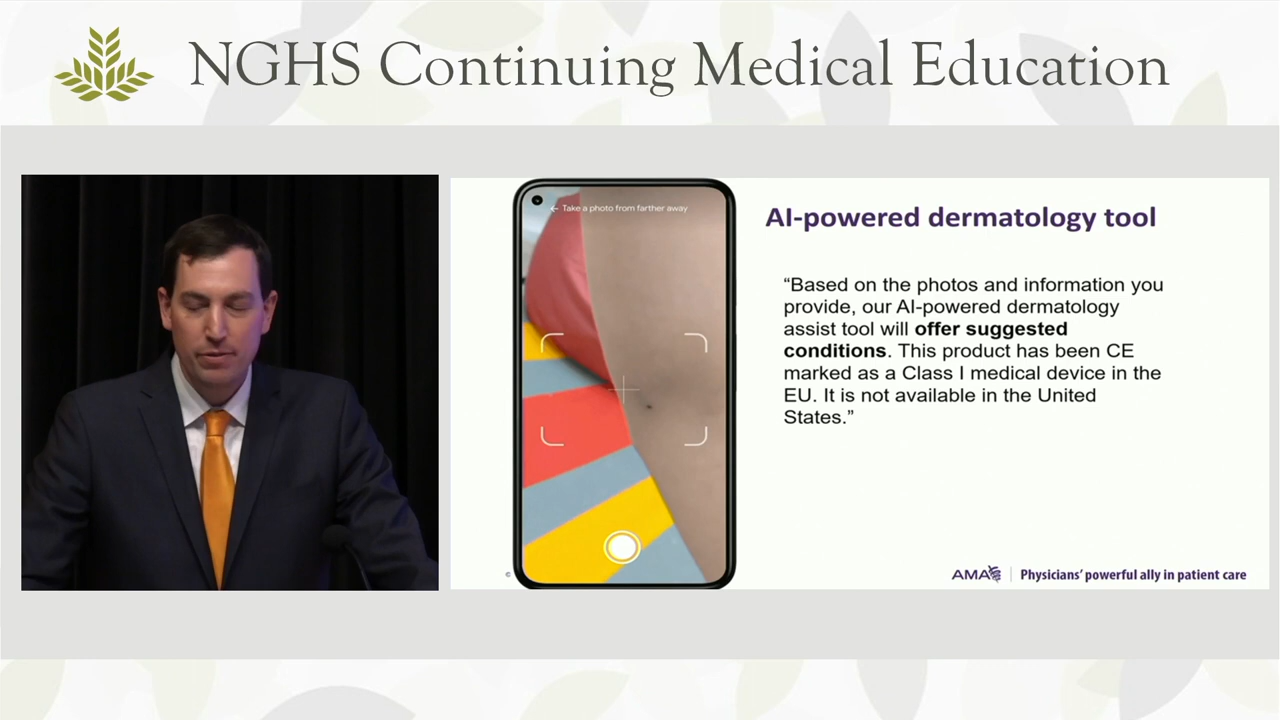 NGHS Continuing Medical Education
← Take a photo from farther away
AI-powered dermatology tool
“Based on the photos and information you
provide, our AI-powered dermatology
assist tool will offer suggested
conditions. This product has been CE
marked as a Class I medical device in the
EU. It is not available in the United
States.”
©
AMA | Physicians’ powerful ally in patient care